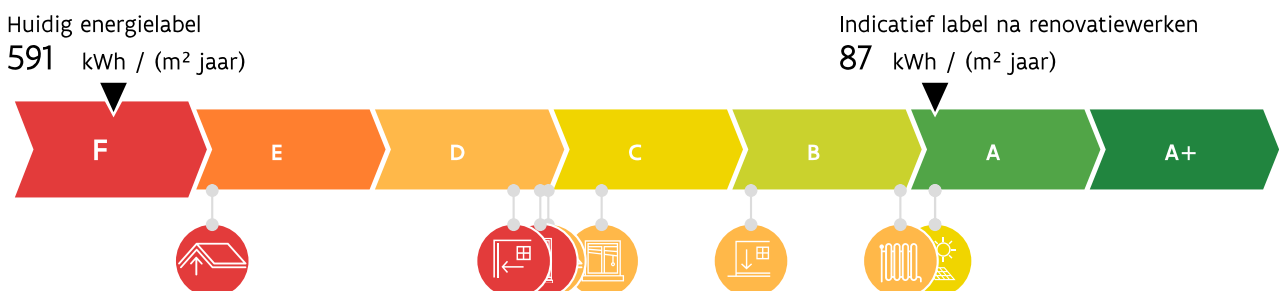 Huidig energielabel
591 kWh / (m² jaar)
Indicatief label na renovatiewerken
87 kWh / (m² jaar)
F E D C B A A+